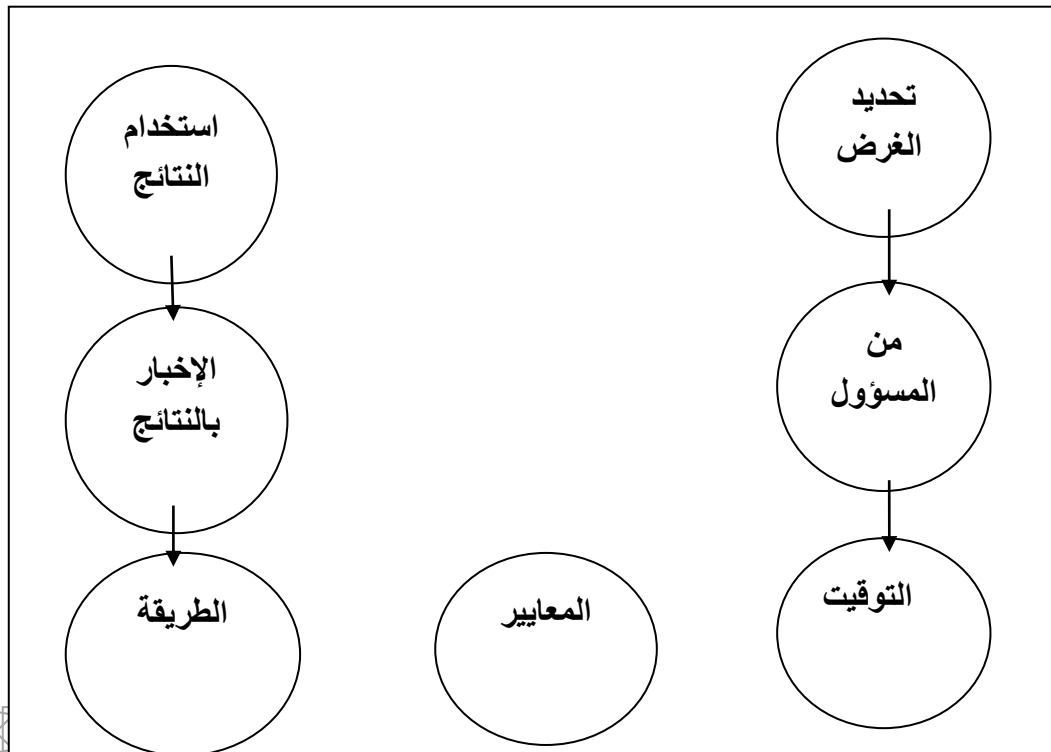 تحديد
الغرض
استخدام
النتائج
من
المسؤول
الإخبار
بالنتائج
التوقيت
المعايير
الطريقة